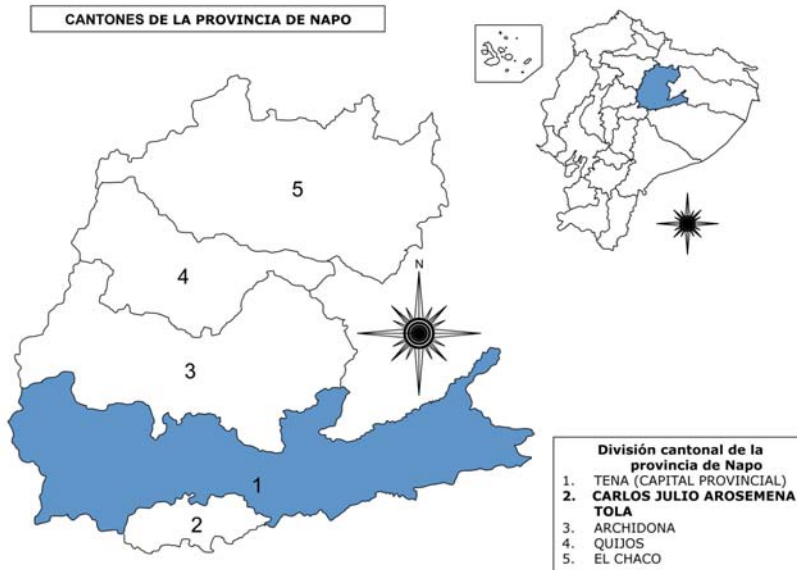 CANTONES DE LA PROVINCIA DE NAPO
5
4
N
3
1
2
División cantonal de la
provincia de Napo
1. TENA (CAPITAL PROVINCIAL)
2. CARLOS JULIO AROSEMENA
TOLA
3. ARCHIDONA
4. QUIJOS
5. EL CHACO